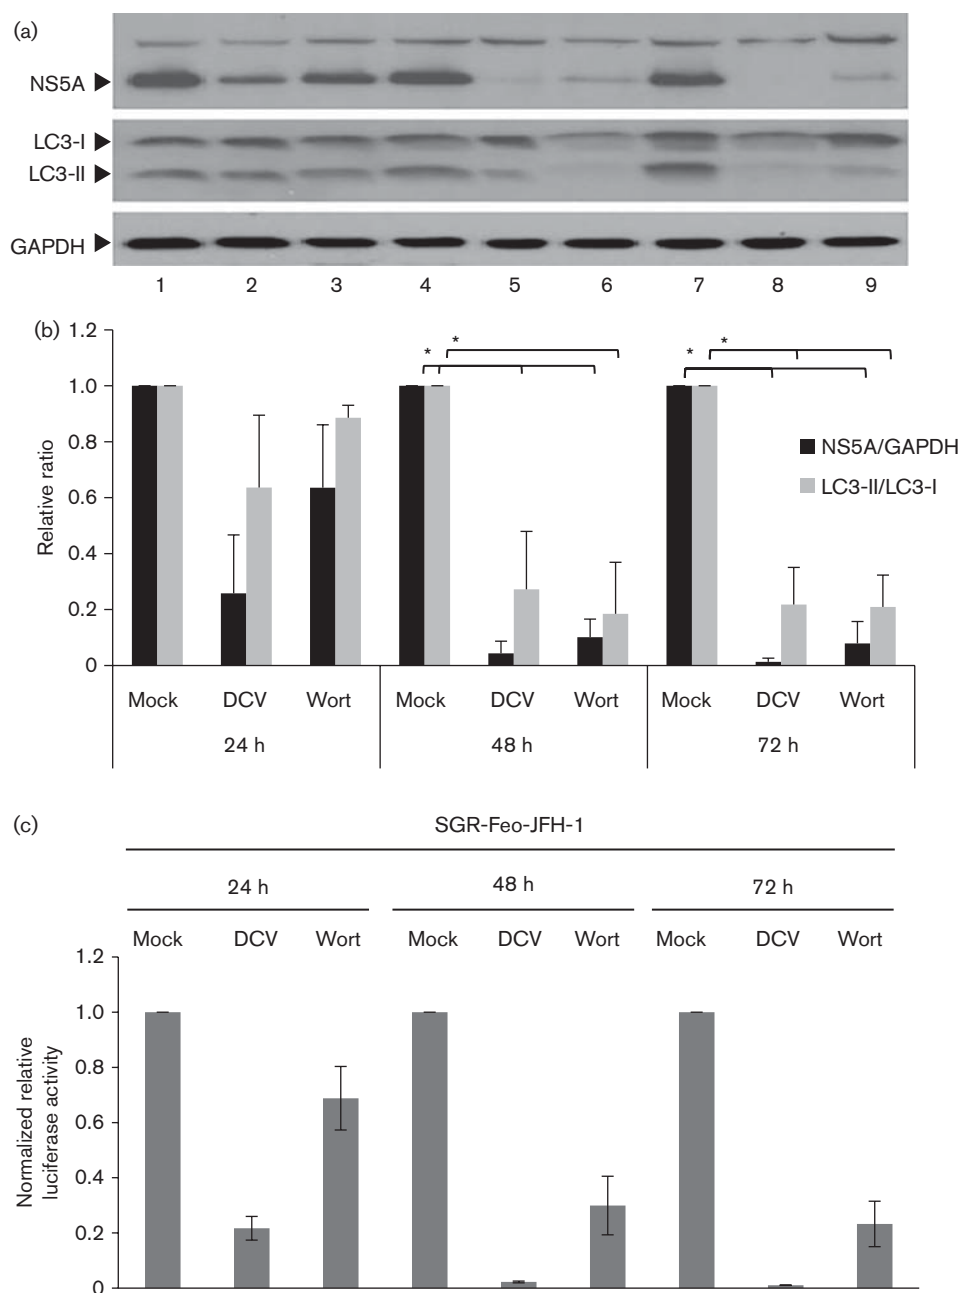 (a)
NS5A
LC3-I
LC3-II
GAPDH
1 2 3 4 5 6 7 8 9
(b)
1.2
1.0
0.8
0.6
0.4
0.2
0
Relative ratio
* * * *
NS5A/GAPDH
LC3-II/LC3-I
Mock DCV Wort Mock DCV Wort Mock DCV Wort
24 h 48 h 72 h
(c)
SGR-Feo-JFH-1
24 h 48 h 72 h
Mock DCV Wort Mock DCV Wort Mock DCV Wort
1.2
1.0
0.8
0.6
0.4
0.2
0
Normalized relative
luciferase activity